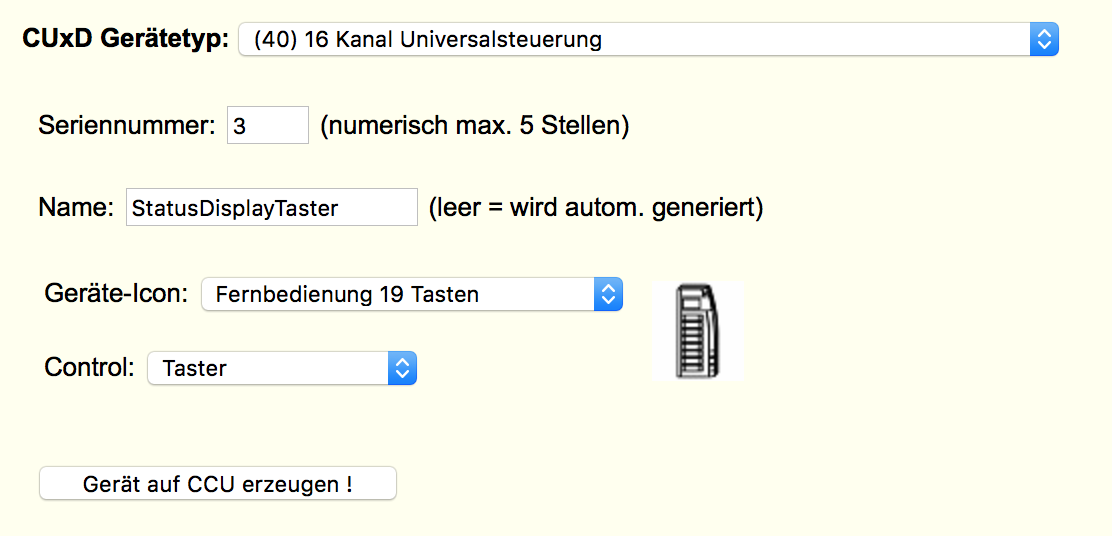 CUxD Gerätetyp: (40) 16 Kanal Universalsteuerung
Seriennummer: 3 (numerisch max. 5 Stellen)
Name: StatusDisplayTaster (leer = wird autom. generiert)
Geräte-Icon: Fernbedienung 19 Tasten
Control: Taster
Gerät auf CCU erzeugen !